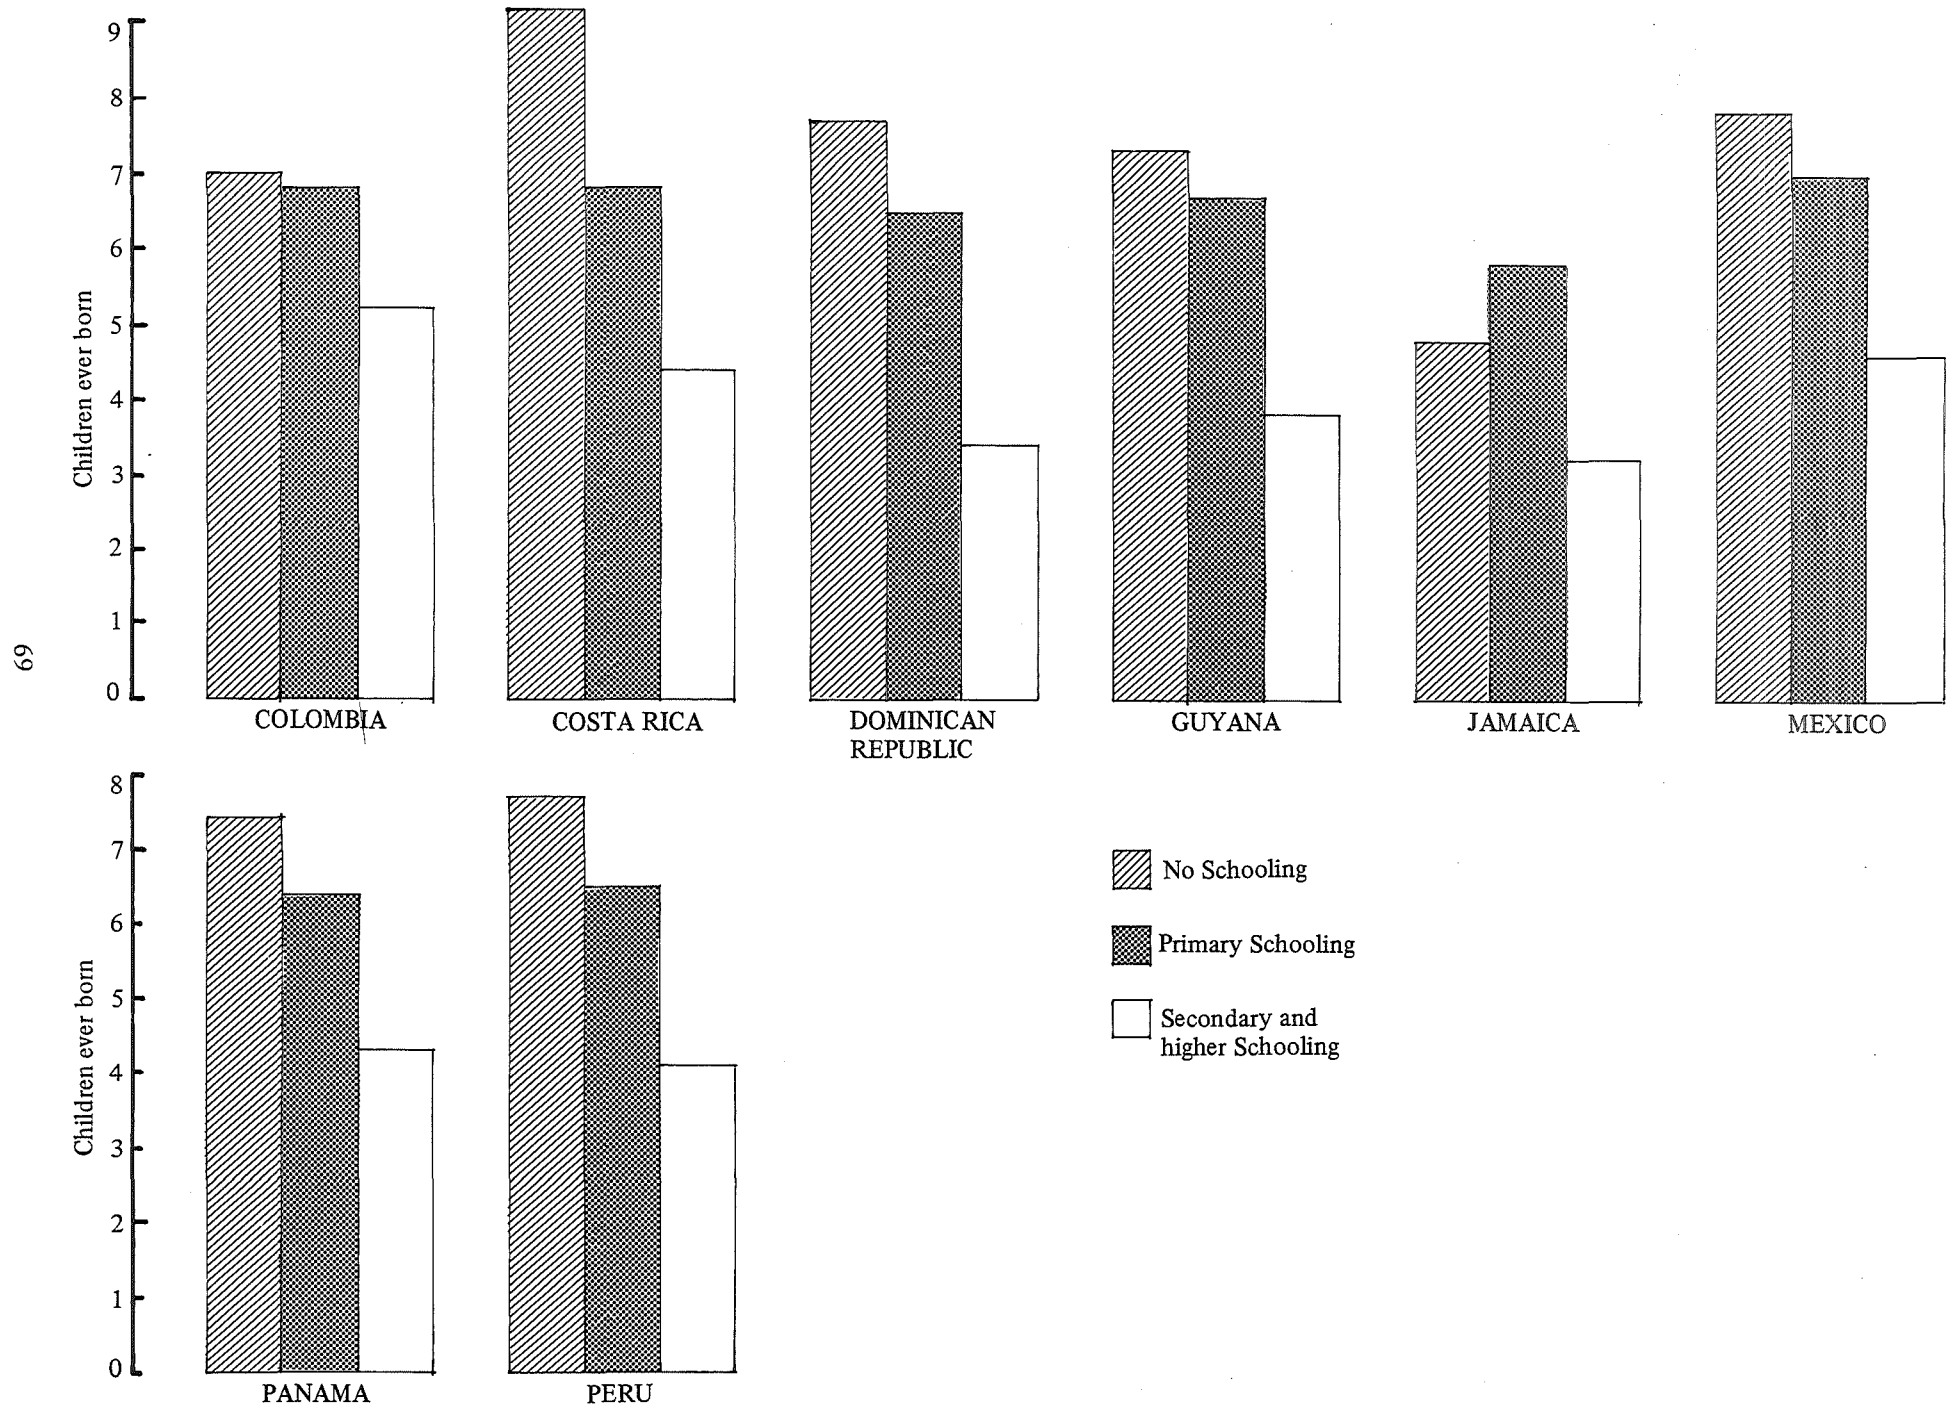 9
8
7
6
5
4
3
2
1
0
Children ever born
69
COLOMBIA
COSTA RICA
DOMINICAN
REPUBLIC
GUYANA
JAMAICA
MEXICO
8
7
6
5
4
3
2
1
0
Children ever born
PANAMA
PERU
No Schooling
Primary Schooling
Secondary and
higher Schooling